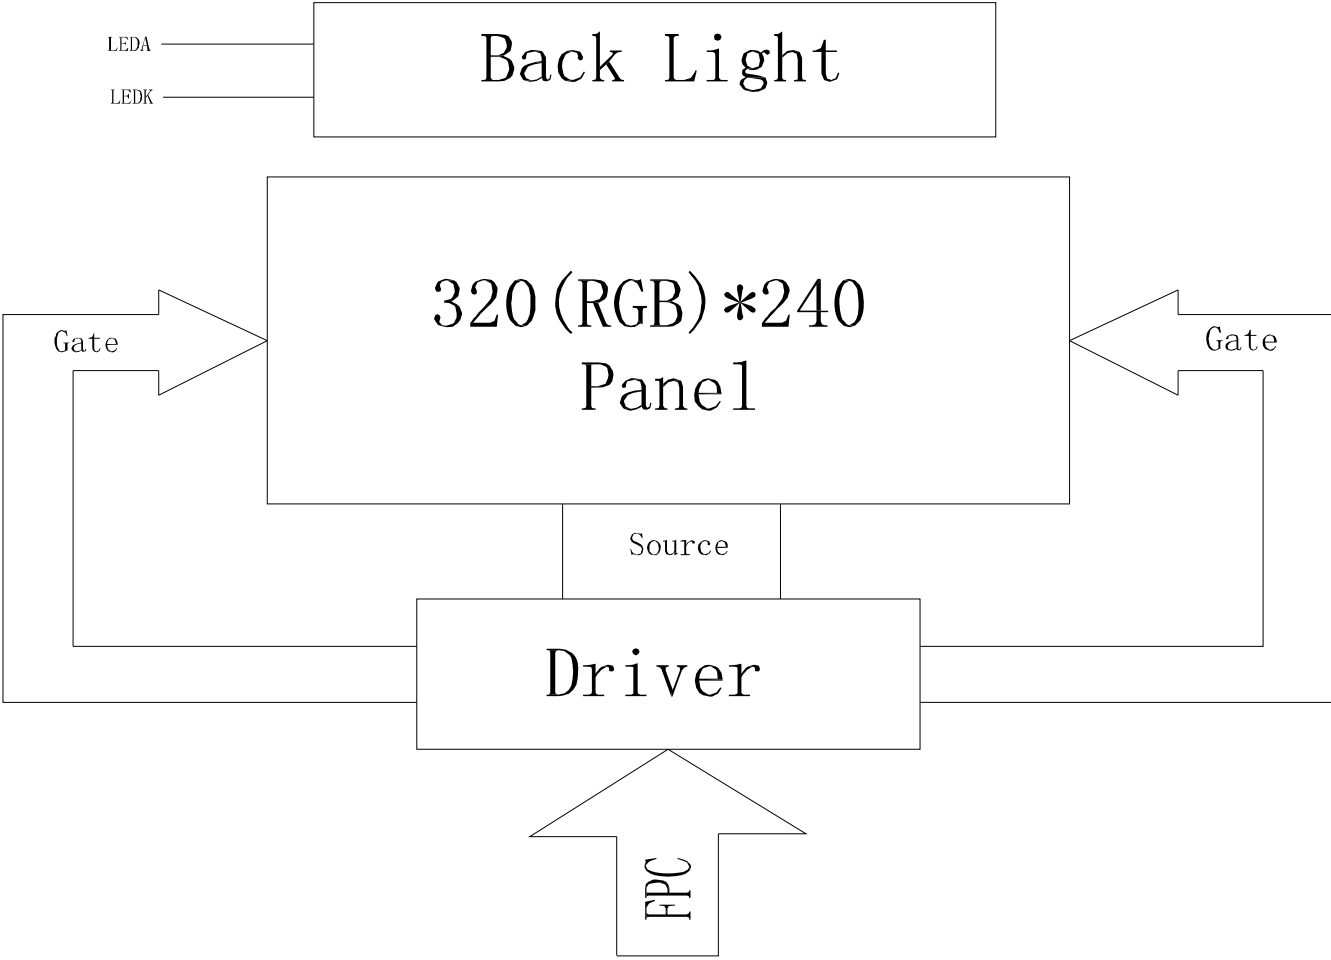 LEDA
Back Light
LEDK
320(RGB)*240
Gate
Gate
Panel
Source
Driver
FPC